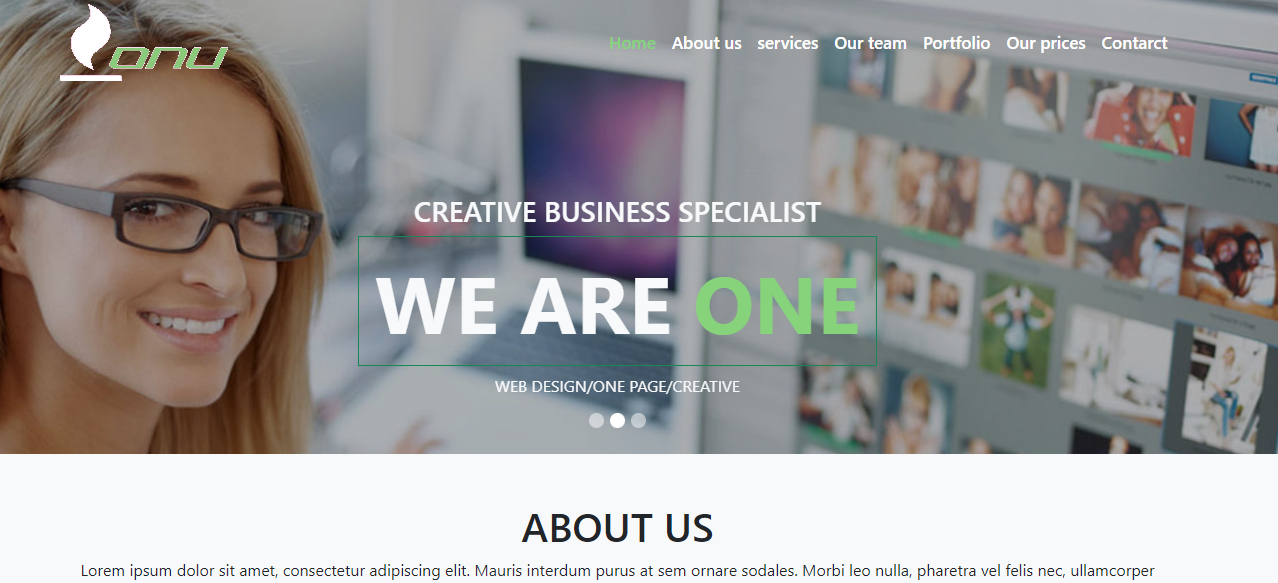 onu
Home About us services Our team Portfolio Our prices Contarct
CREATIVE BUSINESS SPECIALIST
WE ARE ONE
WEB DESIGN/ONE PAGE/CREATIVE
ABOUT US
Lorem ipsum dolor sit amet, consectetur adipiscing elit. Mauris interdum purus at sem ornare sodales. Morbi leo nulla, pharetra vel felis nec, ullamcorper